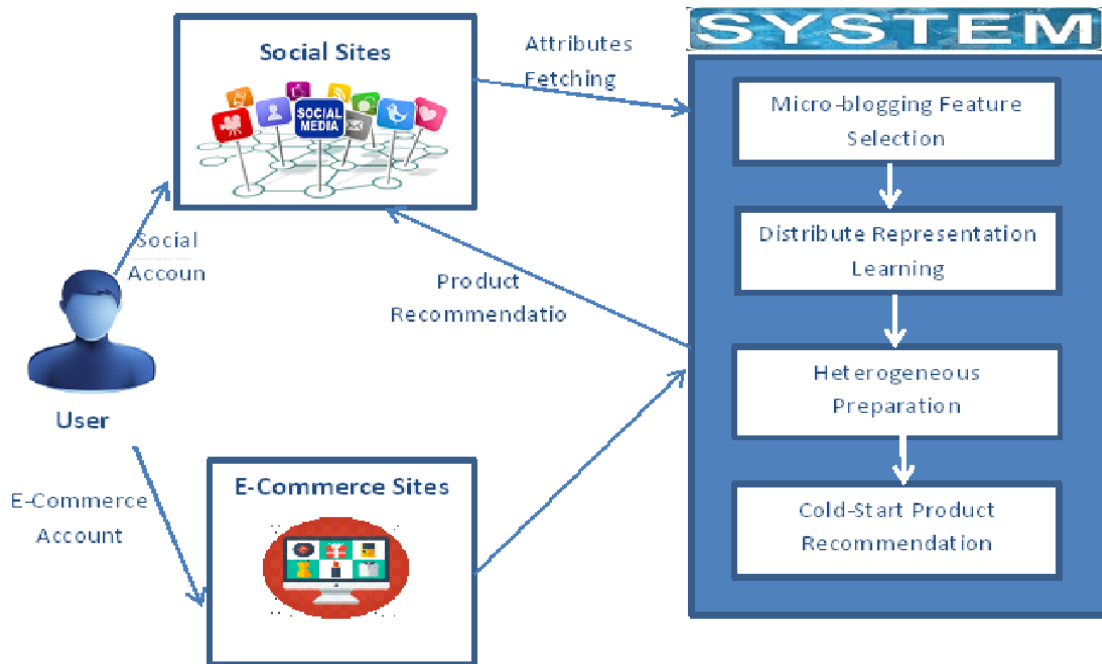 SYSTEM
Social Sites
SOCIAL
MEDIA
Attributes
Fetching
Micro-blogging Feature
Selection
Distribute Representation
Learning
Social
Accoun
Product
Recommendatio
Heterogeneous
Preparation
User
E-Commerce
Account
E-Commerce Sites
Cold-Start Product
Recommendation